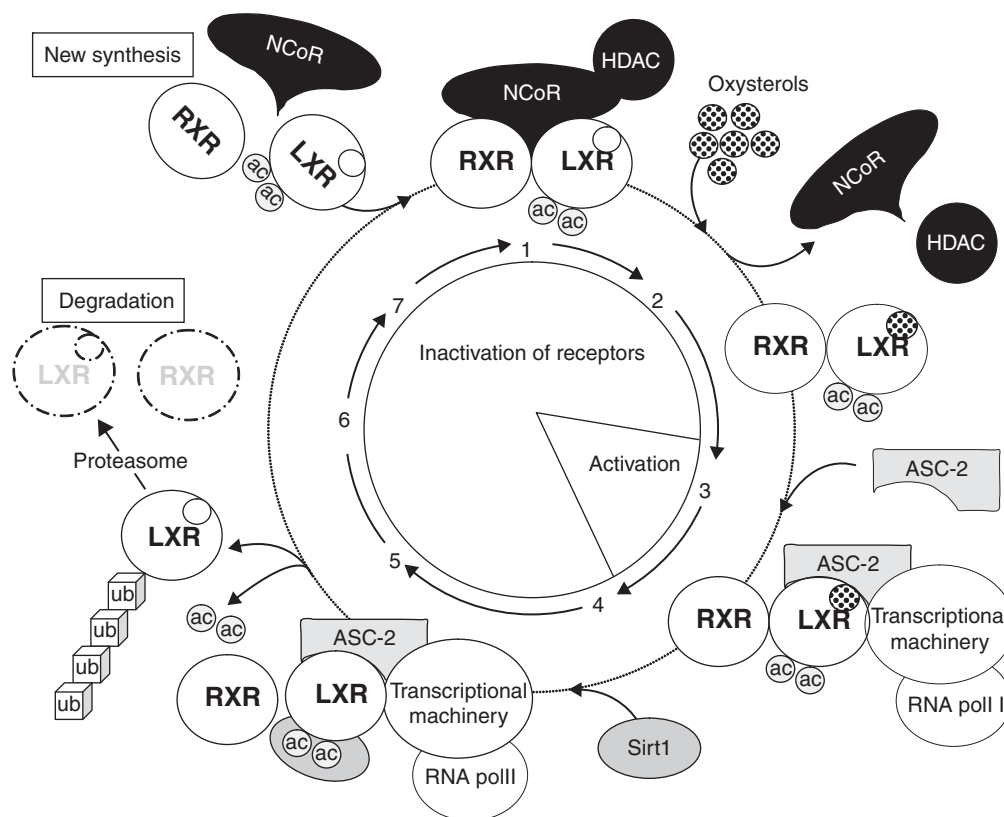 New synthesis
NCoR
RXR
LXR
ac
ac
NCoR
HDAC
RXR
LXR
ac
ac
Oxysterols
NCoR
HDAC
RXR
LXR
ac
ac
ASC-2
ASC-2
RXR
LXR
Transcriptional
machinery
ac
ac
RNA polI I
Sirt1
ASC-2
RXR
LXR
Transcriptional
machinery
ac
ac
RNA polII
ac
ac
LXR
ub
ub
ub
ub
Proteasome
Degradation
LXR
RXR
1
2
3
4
5
6
7
Inactivation of receptors
Activation